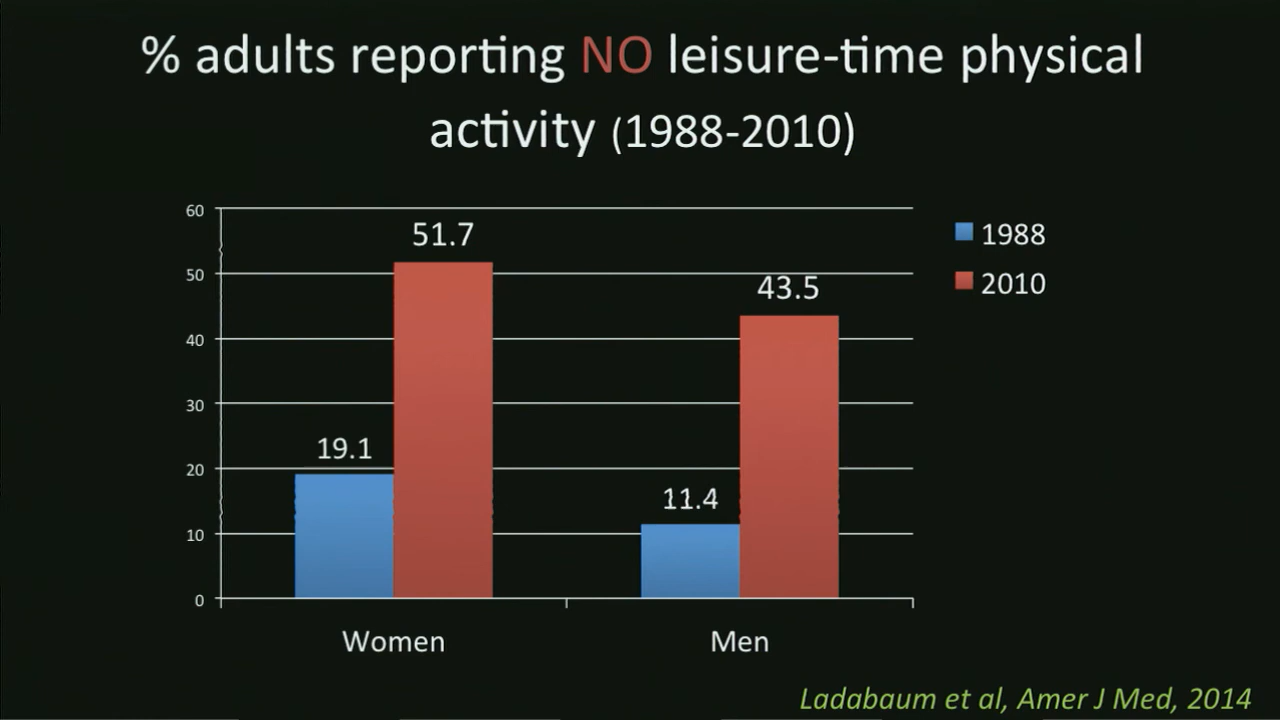 % adults reporting NO leisure-time physical
activity (1988-2010)
60
50
40
30
20
10
0
51.7
43.5
19.1
11.4
Women
Men
1988
2010
Ladabaum et al, Amer J Med, 2014